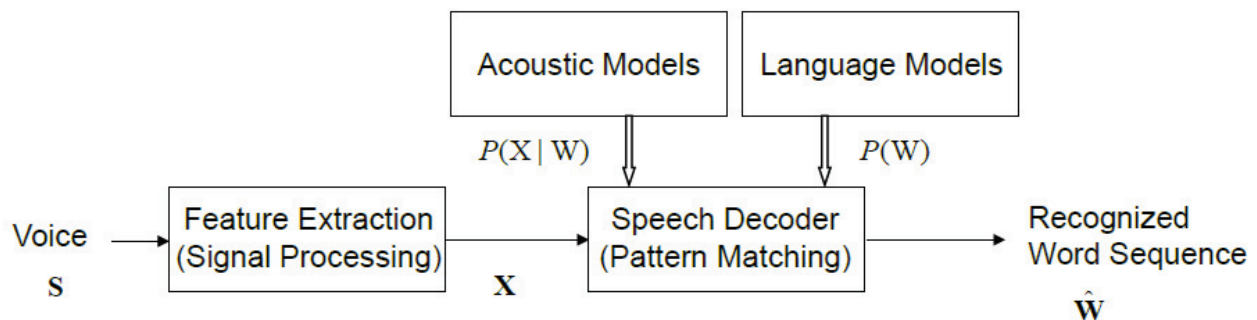 Acoustic Models
Language Models
P(X | W)
P(W)
Voice
Feature Extraction
(Signal Processing)
Speech Decoder
(Pattern Matching)
Recognized
Word Sequence
S
X
Ŵ